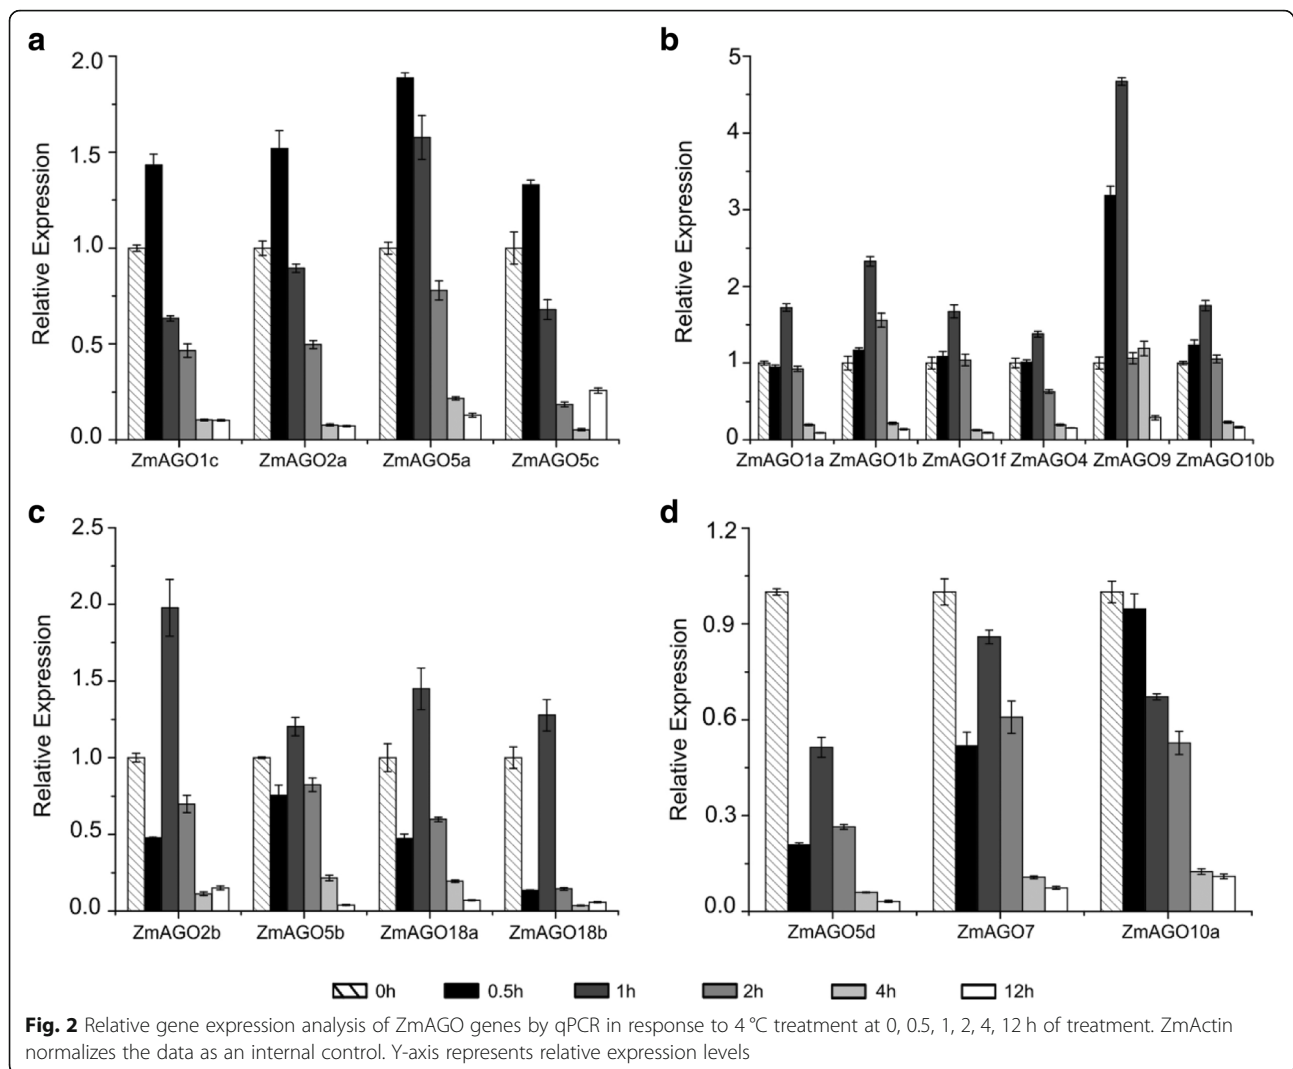 a
2.0
1.5
1.0
0.5
0.0
Relative Expression
ZmAGO1c ZmAGO2a ZmAGO5a ZmAGO5c
b
5
4
3
2
1
0
Relative Expression
ZmAGO1a ZmAGO1b ZmAGO1f ZmAGO4 ZmAGO9 ZmAGO10b
c
2.5
2.0
1.5
1.0
0.5
0.0
Relative Expression
ZmAGO2b ZmAGO5b ZmAGO18a ZmAGO18b
d
1.2
0.9
0.6
0.3
0.0
Relative Expression
ZmAGO5d ZmAGO7 ZmAGO10a
0h 0.5h 1h 2h 4h 12h
Fig. 2 Relative gene expression analysis of ZmAGO genes by qPCR in response to 4 °C treatment at 0, 0.5, 1, 2, 4, 12 h of treatment. ZmActin
normalizes the data as an internal control. Y-axis represents relative expression levels